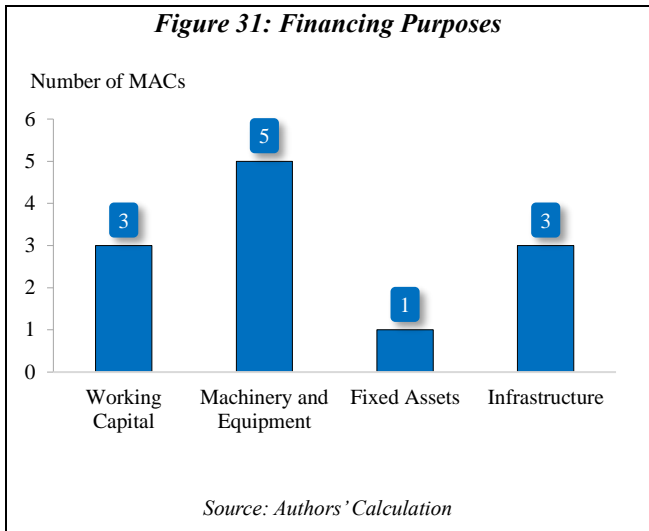 Figure 31: Financing Purposes
Number of MACs
6
5
4
3
2
1
0
3
5
1
3
Working Capital
Machinery and Equipment
Fixed Assets
Infrastructure
Source: Authors' Calculation